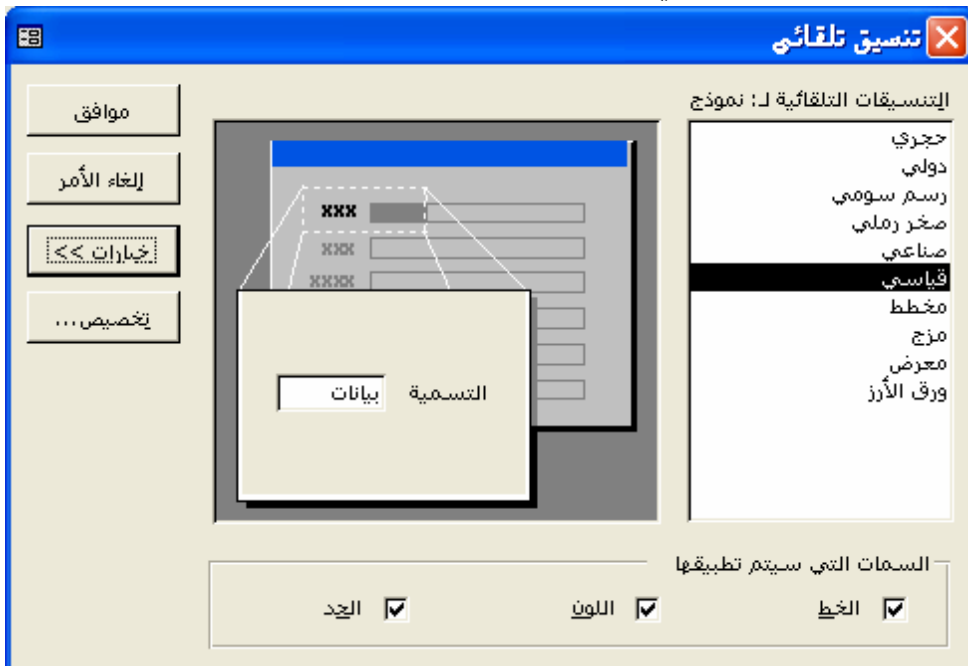 تنسيق تلقائي
التنسيقات التلقائية لـ: نموذج
حجري
دولي
رسم سومي
صخر رملي
صناعي
قياسي
مخطط
مزج
معرض
ورق الأرز
xxx
xxx
xxxx
التسمية بيانات
موافق
إلغاء الأمر
خيارات >>
تخصيص...
السمات التي سيتم تطبيقها
الخط اللون الحد